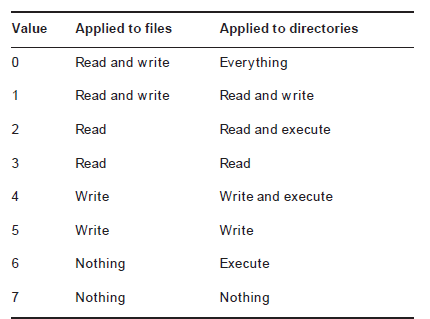 Value Applied to files Applied to directories
0 Read and write Everything
1 Read and write Read and write
2 Read Read and execute
3 Read Read
4 Write Write and execute
5 Write Write
6 Nothing Execute
7 Nothing Nothing